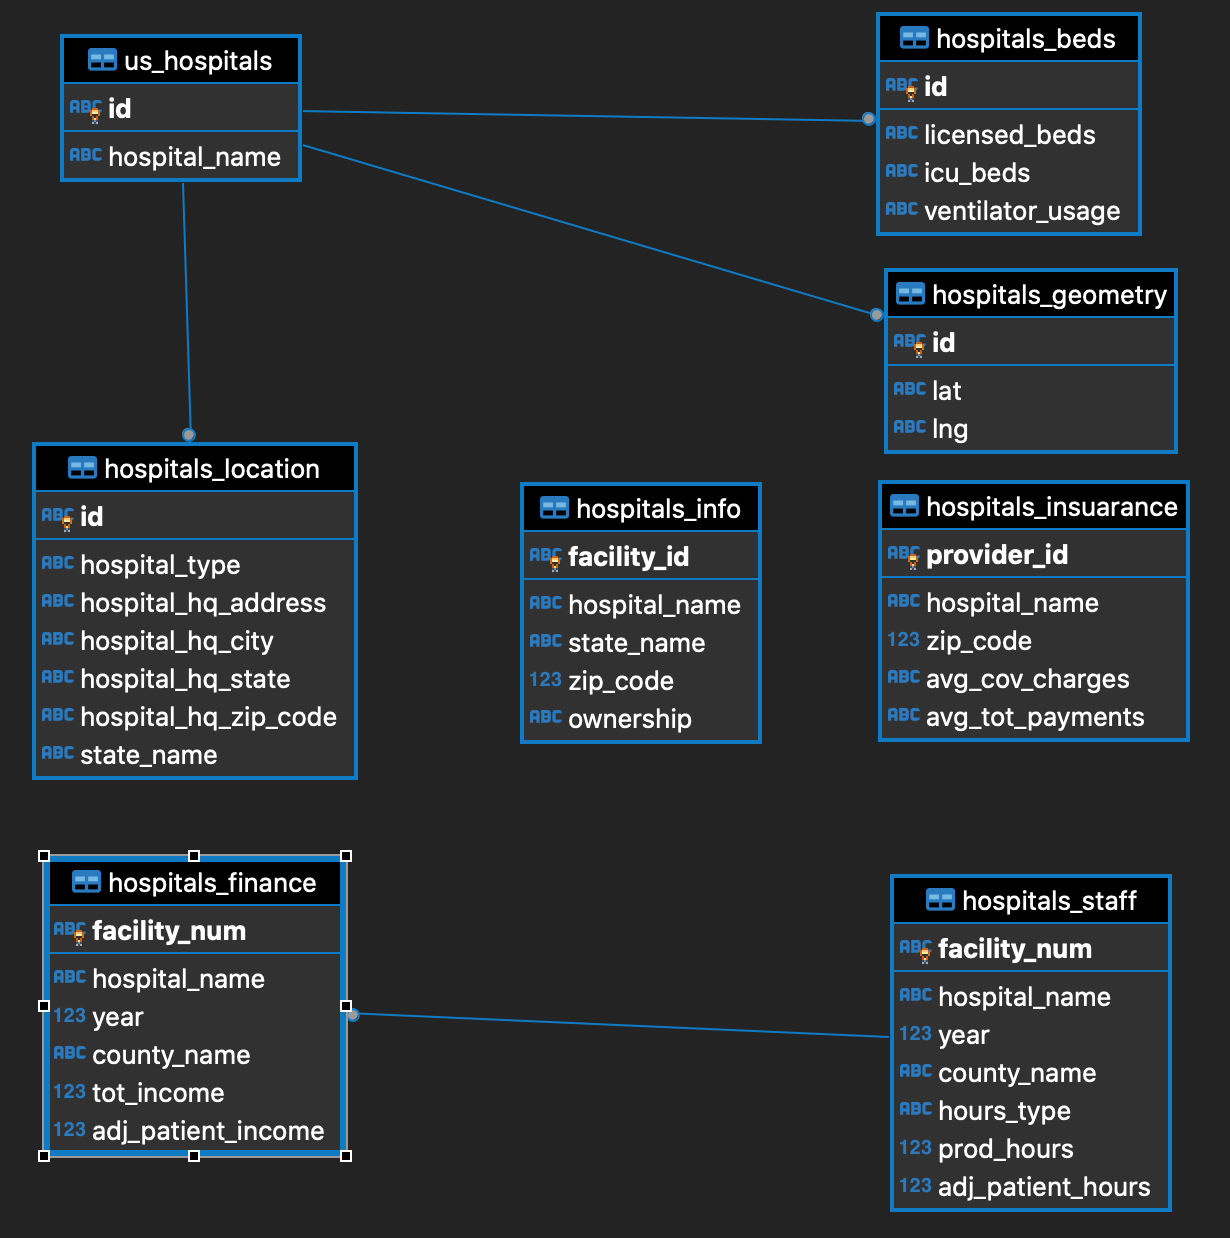 us_hospitals
ABC id
ABC hospital_name
hospitals_beds
ABC id
ABC licensed_beds
ABC icu_beds
ABC ventilator_usage
hospitals_geometry
ABC id
ABC lat
ABC lng
hospitals_location
ABC id
ABC hospital_type
ABC hospital_hq_address
ABC hospital_hq_city
ABC hospital_hq_state
ABC hospital_hq_zip_code
ABC state_name
hospitals_info
ABC facility_id
ABC hospital_name
ABC state_name
123 zip_code
ABC ownership
hospitals_insuarance
ABC provider_id
ABC hospital_name
123 zip_code
ABC avg_cov_charges
ABC avg_tot_payments
hospitals_finance
ABC facility_num
ABC hospital_name
123 year
ABC county_name
123 tot_income
123 adj_patient_income
hospitals_staff
ABC facility_num
ABC hospital_name
123 year
ABC county_name
ABC hours_type
123 prod_hours
123 adj_patient_hours